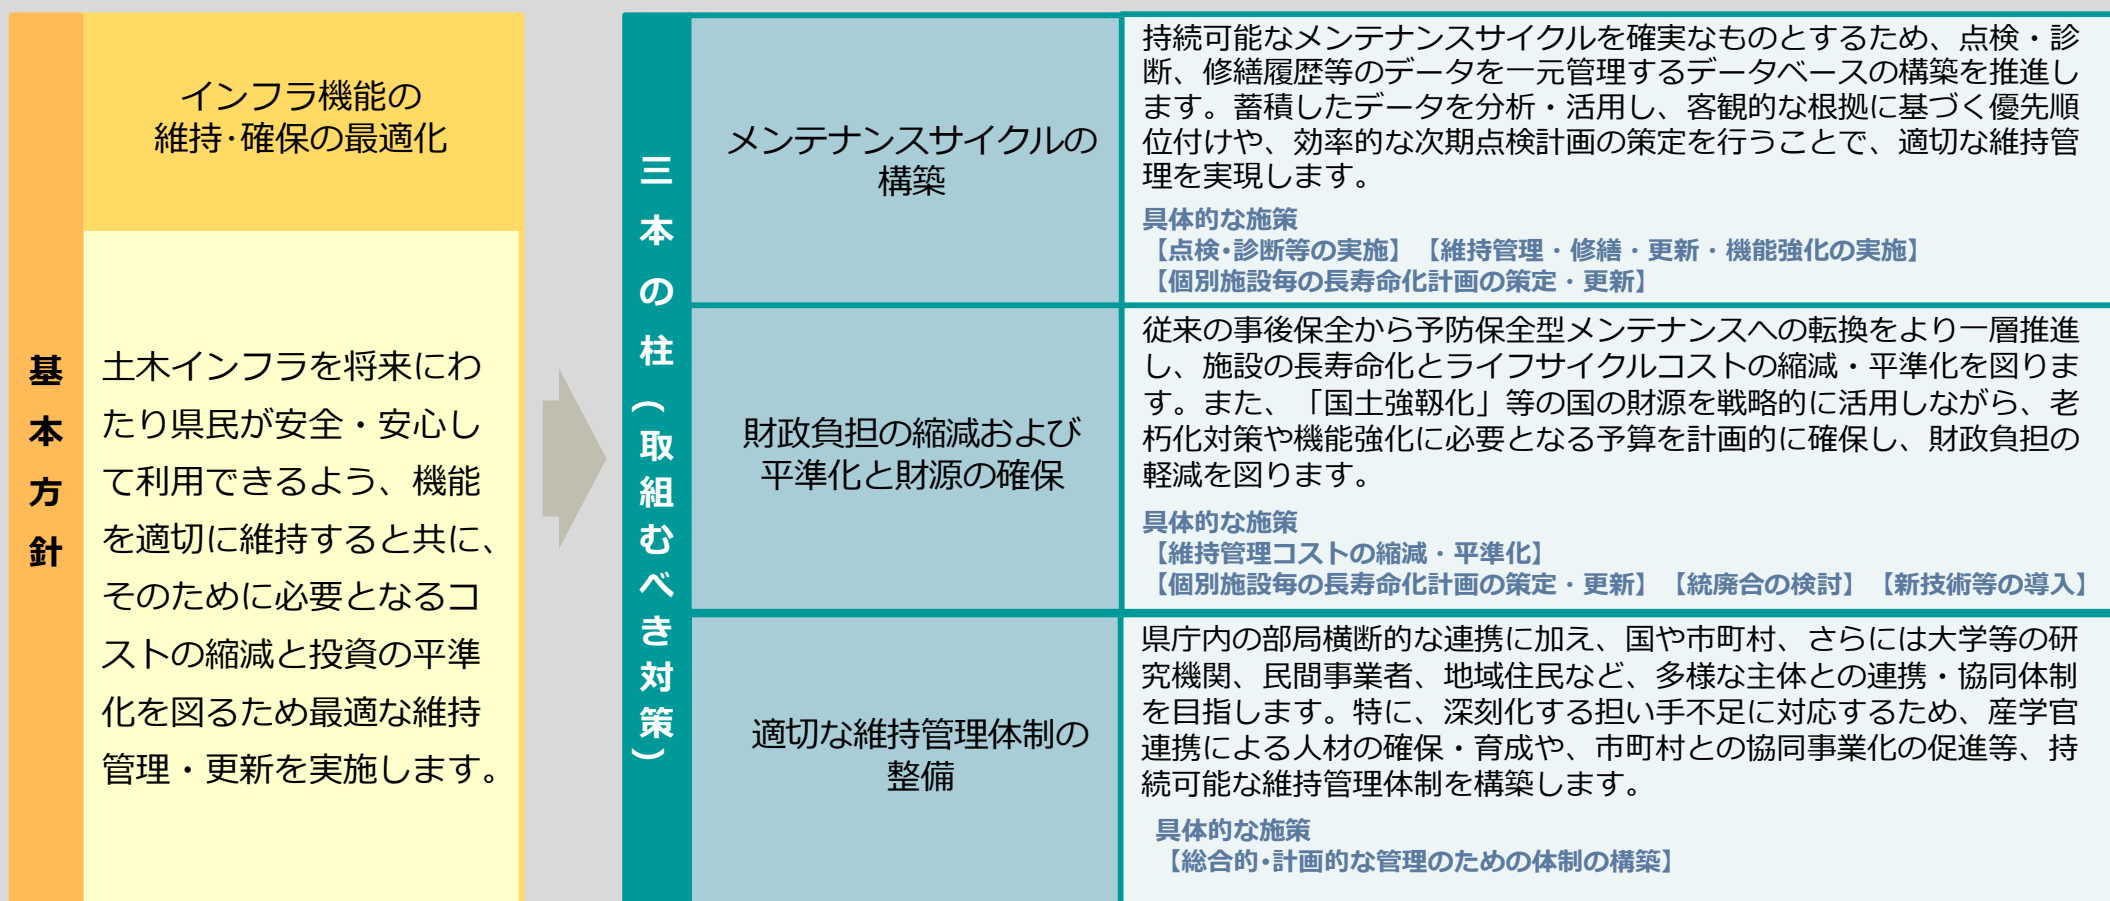 基本方針
インフラ機能の
維持･確保の最適化
土木インフラを将来にわ
たり県民が安全・安心し
て利用できるよう、機能
を適切に維持すると共に、
そのために必要となるコ
ストの縮減と投資の平準
化を図るため最適な維持
管理・更新を実施します。
三本の柱（取組むべき対策）
メンテナンスサイクルの
構築
持続可能なメンテナンスサイクルを確実なものとするため、点検・診
断、修繕履歴等のデータを一元管理するデータベースの構築を推進し
ます。蓄積したデータを分析・活用し、客観的な根拠に基づく優先順
位付けや、効率的な次期点検計画の策定を行うことで、適切な維持管
理を実現します。
具体的な施策
【点検･診断等の実施】【維持管理・修繕・更新・機能強化の実施】
【個別施設毎の長寿命化計画の策定・更新】
財政負担の縮減および
平準化と財源の確保
従来の事後保全から予防保全型メンテナンスへの転換をより一層推進
し、施設の長寿命化とライフサイクルコストの縮減・平準化を図りま
す。また、「国土強靱化」等の国の財源を戦略的に活用しながら、老
朽化対策や機能強化に必要となる予算を計画的に確保し、財政負担の
軽減を図ります。
具体的な施策
【維持管理コストの縮減・平準化】
【個別施設毎の長寿命化計画の策定・更新】【統廃合の検討】【新技術等の導入】
適切な維持管理体制の
整備
県庁内の部局横断的な連携に加え、国や市町村、さらには大学等の研
究機関、民間事業者、地域住民など、多様な主体との連携・協同体制
を目指します。特に、深刻化する担い手不足に対応するため、産学官
連携による人材の確保・育成や、市町村との協同事業化の促進等、持
続可能な維持管理体制を構築します。
具体的な施策
【総合的･計画的な管理のための体制の構築】